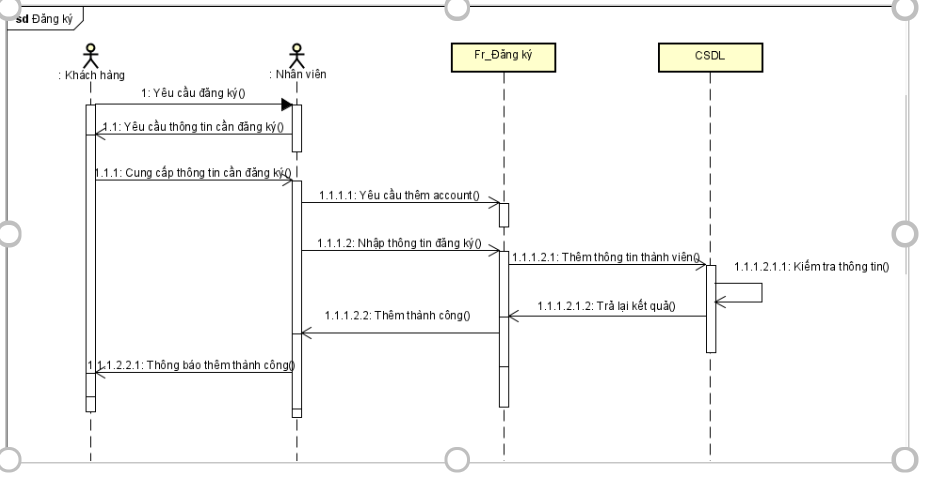 sd Đăng ký
: Khách hàng
: Nhân viên
Fr_Đăng ký
CSDL
1: Yêu cầu đăng ký()
1.1: Yêu cầu thông tin cần đăng ký()
1.1.1: Cung cấp thông tin cần đăng ký()
1.1.1.1: Yêu cầu thêm account()
1.1.1.2: Nhập thông tin đăng ký()
1.1.1.2.1: Thêm thông tin thành viên()
1.1.1.2.1.1: Kiểm tra thông tin()
1.1.1.2.1.2: Trả lại kết quả()
1.1.1.2.2: Thêm thành công()
1.1.1.2.2.1: Thông báo thêm thành công()